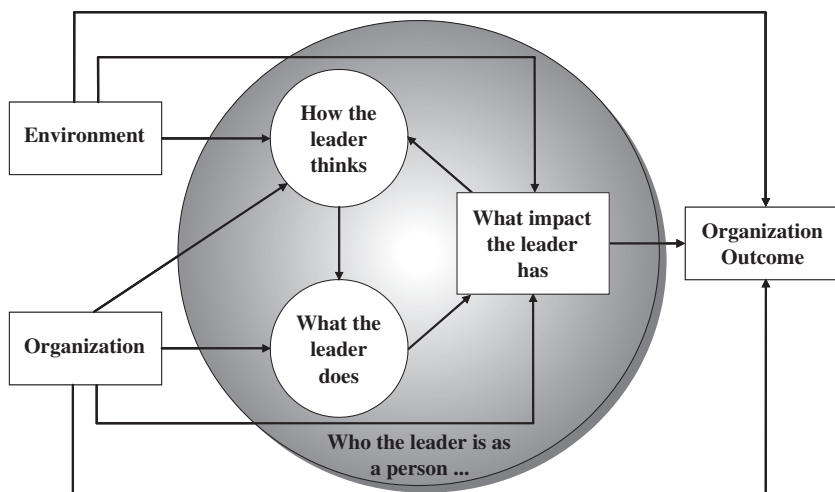 Environment
How the
leader
thinks
What impact
the leader
has
Organization
Outcome
Organization
What the
leader
does
Who the leader is as
a person ...